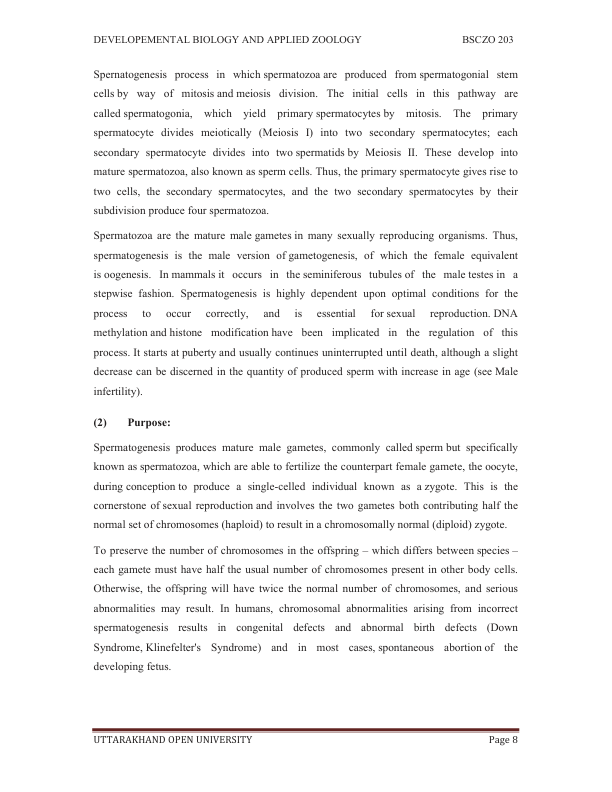 DEVELOPEMENTAL BIOLOGY AND APPLIED ZOOLOGY BSCZO 203
Spernatogenesis process in which spermatozoa are produced from spermatogonial stem
cells by way of mitosis and meiosis division. The initial cells in this pathway are
called spermatogonia, which yield primary spermatocytes by mitosis. The primary
spermatocyte divides meiotically (Meiosis I) into two secondary spermatocytes; each
secondary spermatocyte divides into two spermatids by Meiosis II. These develop into
mature spermatozoa, also known as sperm cells. Thus, the primary spermatocyte gives rise to
two cells, the secondary spermatocytes, and the two secondary spermatocytes by their
subdivision produce four spermatozoa.
Spermatozoa are the mature male gametes in many sexually reproducing organisms. Thus,
spermatogenesis is the male version of gametogenesis, of which the female equivalent
is oogenesis. In mammals it occurs in the seminiferous tubules of the male testes in a
stepwise fashion. Spermatogenesis is highly dependent upon optimal conditions for the
process to occur correctly, and is essential for sexual reproduction. DNA
methylation and histone modification have been implicated in the regulation of this
process. It starts at puberty and usually continues uninterrupted until death, although a slight
decrease can be discerned in the quantity of produced sperm with increase in age (see Male
infertility).
(2) Purpose:
Spermatogenesis produces mature male gametes, commonly called sperm but specifically
known as spermatozoa, which are able to fertilize the counterpart female gamete, the oocyte,
during conception to produce a single-celled individual known as a zygote. This is the
cornerstone of sexual reproduction and involves the two gametes both contributing half the
normal set of chromosomes (haploid) to result in a chromosomally normal (diploid) zygote.
To preserve the number of chromosomes in the offspring – which differs between species –
each gamete must have half the usual number of chromosomes present in other body cells.
Otherwise, the offspring will have twice the normal number of chromosomes, and serious
abnormalities may result. In humans, chromosomal abnormalities arising from incorrect
spermatogenesis results in congenital defects and abnormal birth defects (Down
Syndrome, Klinefelter's Syndrome) and in most cases, spontaneous abortion of the
developing fetus.
UTTARAKHAND OPEN UNIVERSITY Page 8